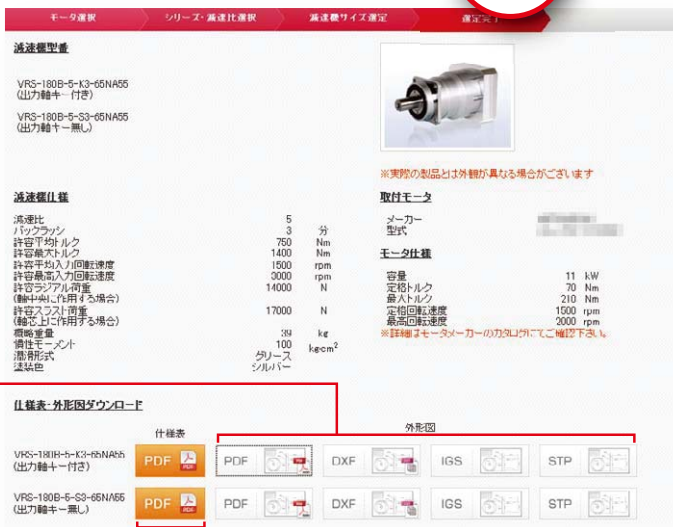 モータ選択
シリーズ・減速比選択
減速機サイズ選定
選定完了
減速機型番
VRS-180B-5-K3-65NA55
(出力軸キー付き)
VRS-180B-5-S3-65NA55
(出力軸キー無し)
※実際の製品とは外観が異なる場合がございます
減速機仕様
減速比 5
バックラッシ 3 分
許容平均トルク 750 Nm
許容最大トルク 1400 Nm
許容平均入力回転速度 1500 rpm
許容最高入力回転速度 3000 rpm
許容ラジアル荷重 14000 N
(軸中央に作用する場合)
許容スラスト荷重 17000 N
(軸芯上に作用する場合)
概略重量 39 kg
慣性モーメント 100 kg・cm²
潤滑形式 グリース
塗装色 シルバー
取付モータ
メーカー
型式
モータ仕様
容量 11 kW
定格トルク 70 Nm
最大トルク 210 Nm
定格回転速度 1500 rpm
最高回転速度 2000 rpm
※詳細はモータメーカーのカタログにてご確認下さい。
仕様表・外形図ダウンロード
仕様表 外形図
VRS-180B-5-K3-65NA55
(出力軸キー付き)
PDF PDF DXF IGS STP
VRS-180B-5-S3-65NA55
(出力軸キー無し)
PDF PDF DXF IGS STP